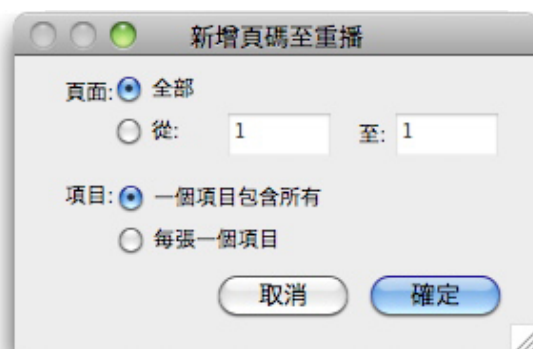 新增頁碼至重播
頁面: 全部
從: 1 至: 1
項目: 一個項目包含所有
每張一個項目
取消 確定